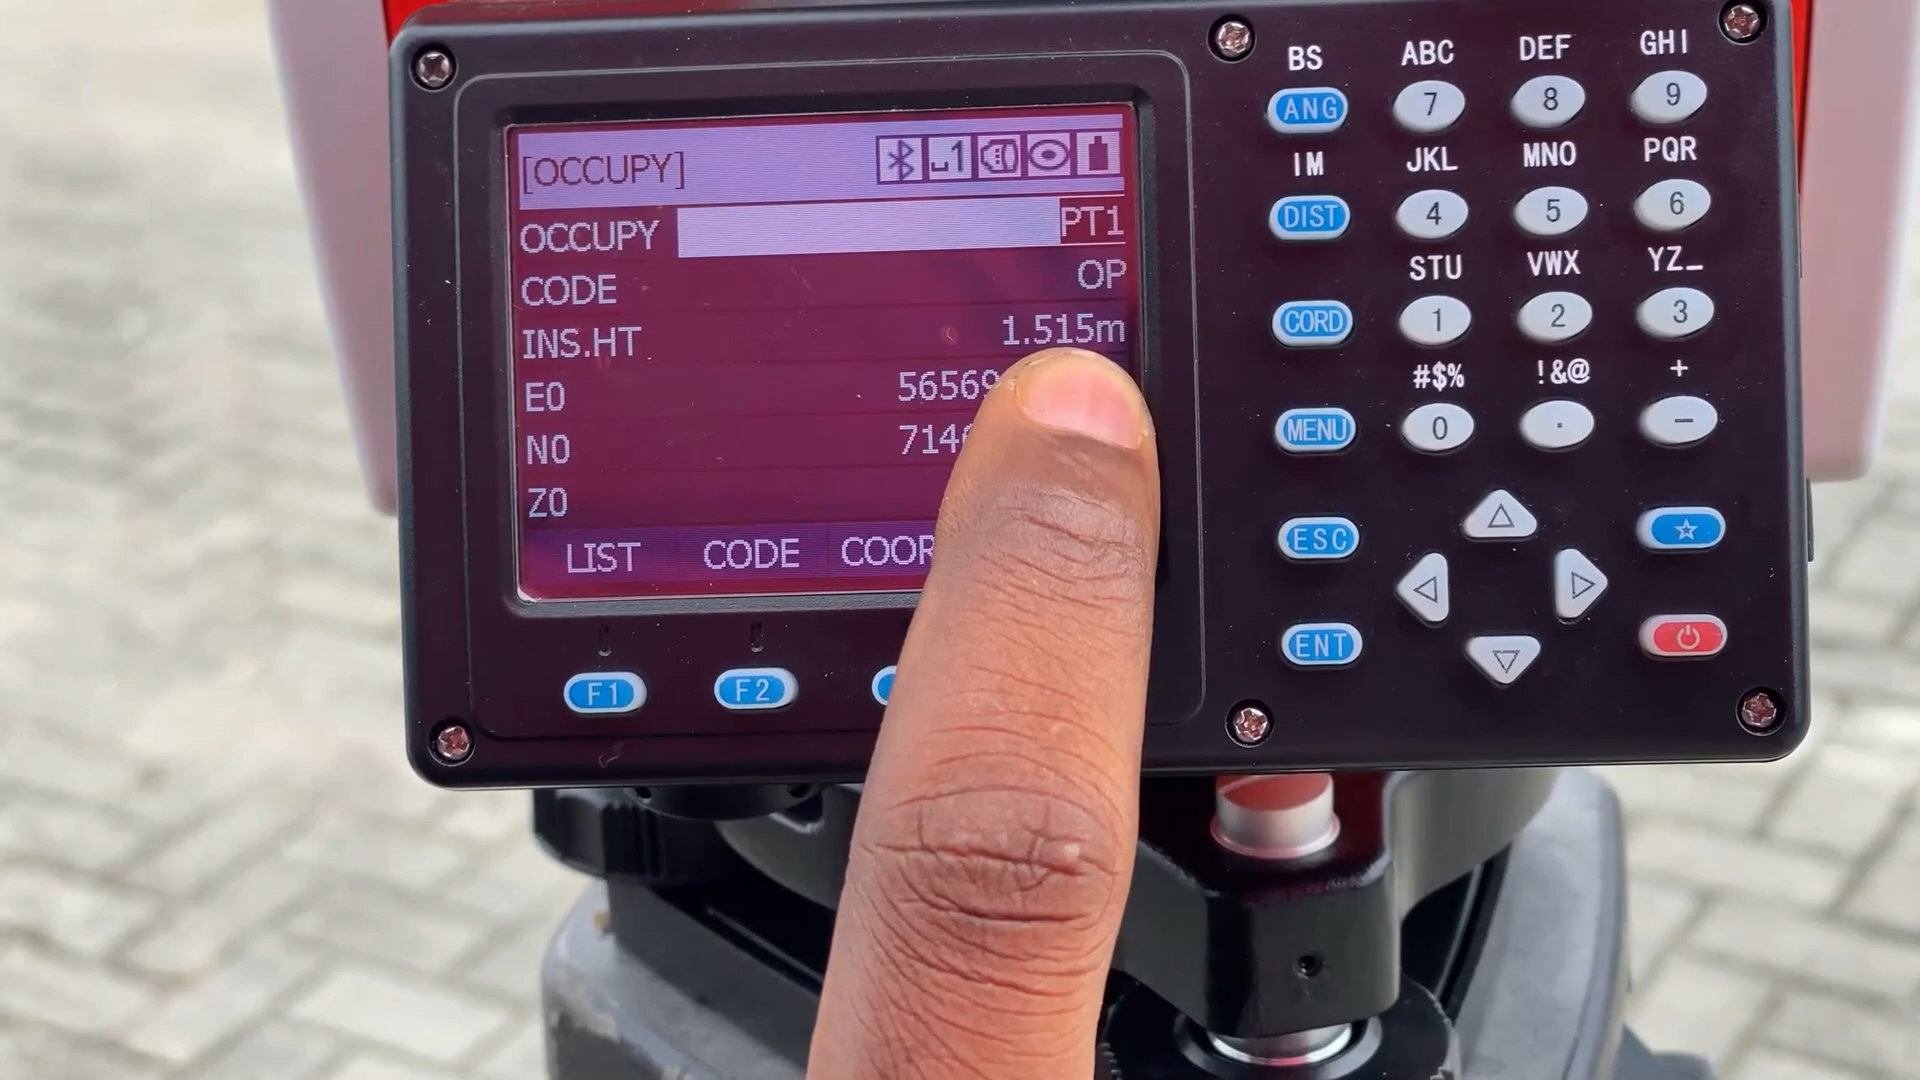 [OCCUPY] 1
OCCUPY PT1
CODE OP
INS.HT 1.515m
E0 56569
N0 714
Z0
LIST CODE
F1 F2
BS ABC DEF GHI
ANG 7 8 9
IM JKL MNO PQR
DIST 4 5 6
STU VWX YZ_
CORD 1 2 3
#$% !&@ +
MENU 0 . -
ESC
ENT